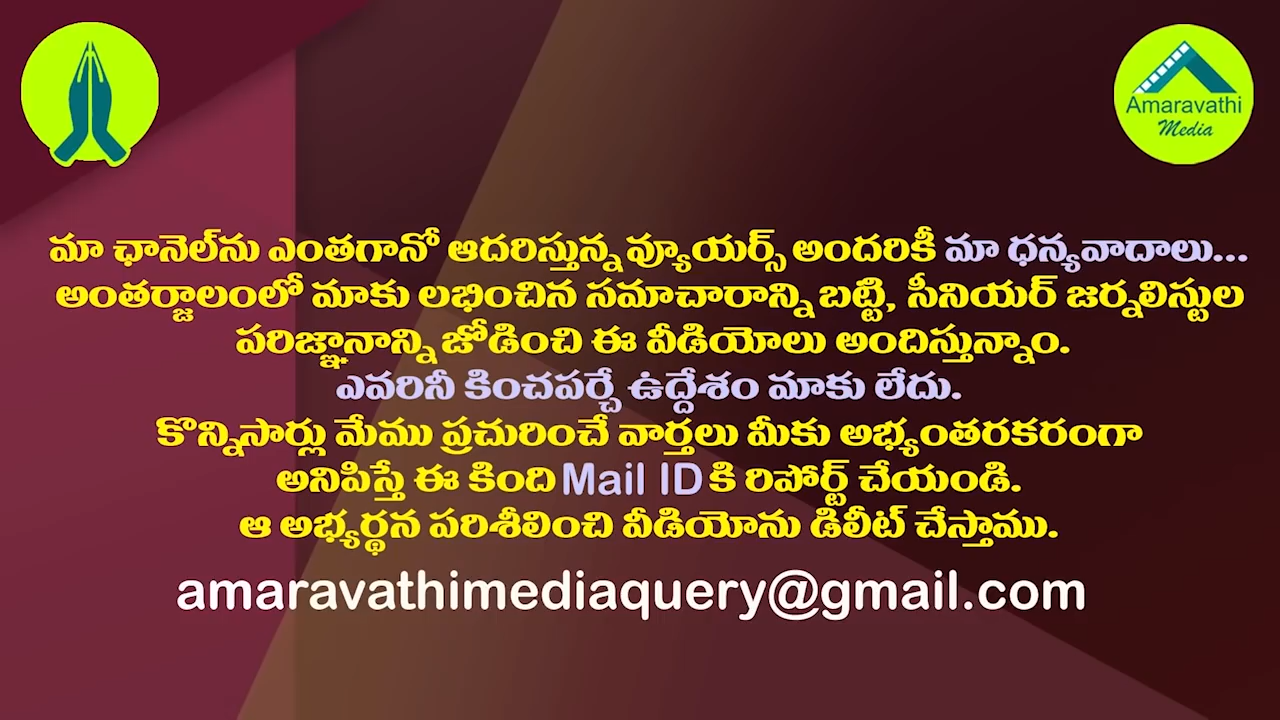 Amaravathi
Media
మా ఛానెల్‌ను ఎంతగానో ఆదరిస్తున్న వ్యూయర్స్ అందరికీ మా ధన్యవాదాలు...
అంతర్జాలంలో మాకు లభించిన సమాచారాన్ని బట్టి, సీనియర్ జర్నలిస్టుల
పరిజ్ఞానాన్ని జోడించి ఈ వీడియోలు అందిస్తున్నాం.
ఎవరినీ కించపర్చే ఉద్దేశం మాకు లేదు.
కొన్నిసార్లు మేము ప్రచురించే వార్తలు మీకు అభ్యంతరకరంగా
అనిపిస్తే ఈ కింది Mail ID కి రిపోర్ట్ చేయండి.
ఆ అభ్యర్థన పరిశీలించి వీడియోను డిలీట్ చేస్తాము.
amaravathimediaquery@gmail.com